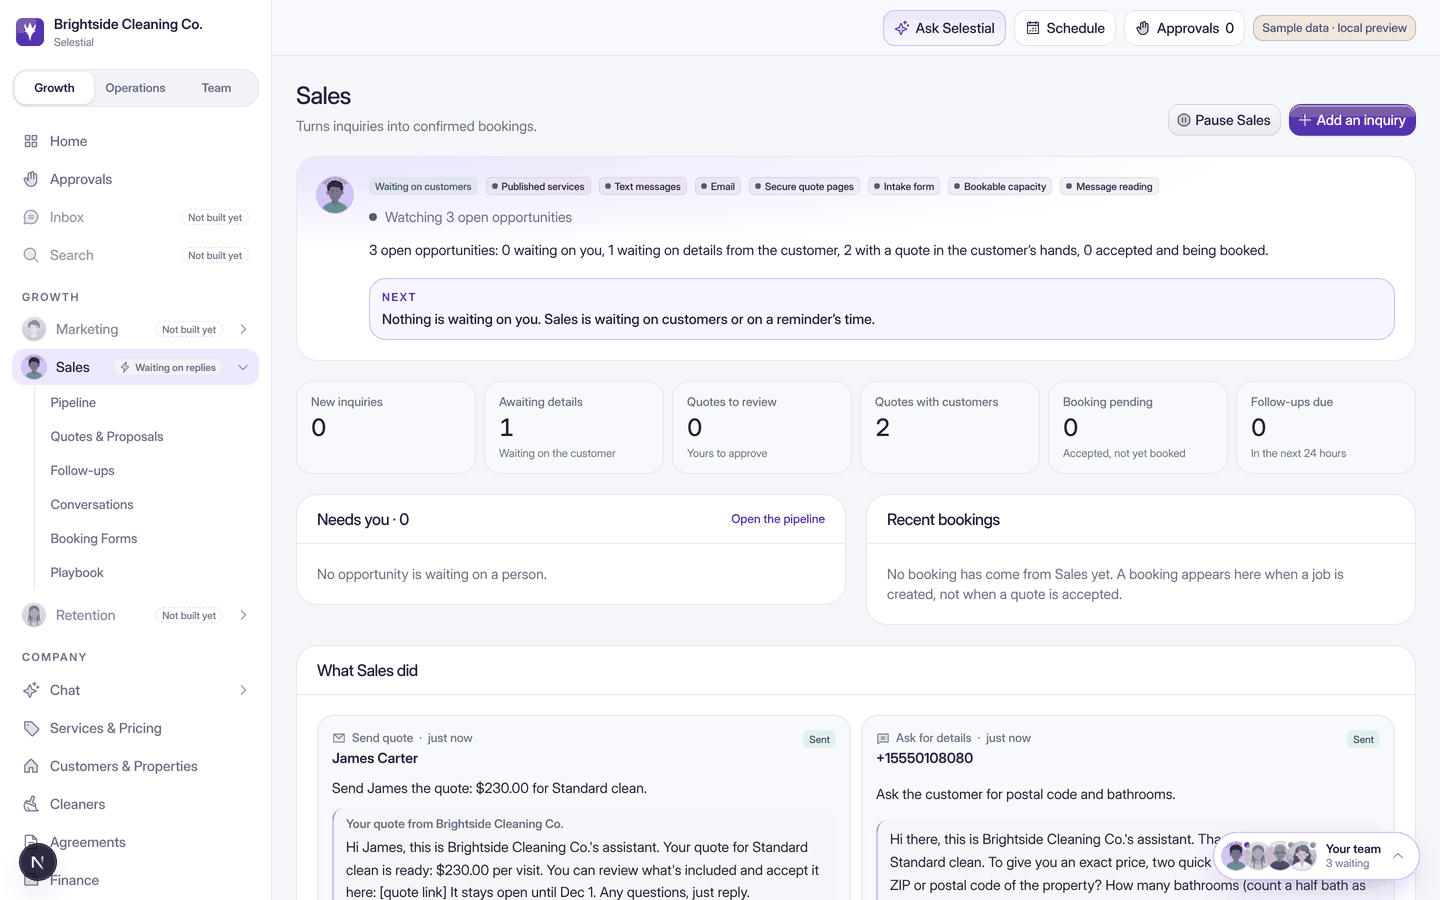 Brightside Cleaning Co.
Selestial
Growth
Operations
Team
Home
Approvals
Inbox
Not built yet
Search
Not built yet
GROWTH
Marketing
Not built yet
Sales
Waiting on replies
Pipeline
Quotes & Proposals
Follow-ups
Conversations
Booking Forms
Playbook
Retention
Not built yet
COMPANY
Chat
Services & Pricing
Customers & Properties
Cleaners
Agreements
Finance
N
Ask Selestial
Schedule
Approvals 0
Sample data · local preview
Sales
Turns inquiries into confirmed bookings.
Pause Sales
Add an inquiry
Waiting on customers
Published services
Text messages
Email
Secure quote pages
Intake form
Bookable capacity
Message reading
Watching 3 open opportunities
3 open opportunities: 0 waiting on you, 1 waiting on details from the customer, 2 with a quote in the customer's hands, 0 accepted and being booked.
NEXT
Nothing is waiting on you. Sales is waiting on customers or on a reminder's time.
New inquiries
0
Awaiting details
1
Waiting on the customer
Quotes to review
0
Yours to approve
Quotes with customers
2
Booking pending
0
Accepted, not yet booked
Follow-ups due
0
In the next 24 hours
Needs you · 0
Open the pipeline
No opportunity is waiting on a person.
Recent bookings
No booking has come from Sales yet. A booking appears here when a job is
created, not when a quote is accepted.
What Sales did
Send quote · just now
Sent
James Carter
Send James the quote: $230.00 for Standard clean.
Your quote from Brightside Cleaning Co.
Hi James, this is Brightside Cleaning Co.'s assistant. Your quote for Standard
clean is ready: $230.00 per visit. You can review what's included and accept it
here: [quote link] It stays open until Dec 1. Any questions, just reply.
Ask for details · just now
Sent
+15550108080
Ask the customer for postal code and bathrooms.
Hi there, this is Brightside Cleaning Co.'s assistant. Tha
Standard clean. To give you an exact price, two quick
ZIP or postal code of the property? How many bathrooms (count a half bath as
Your team
3 waiting